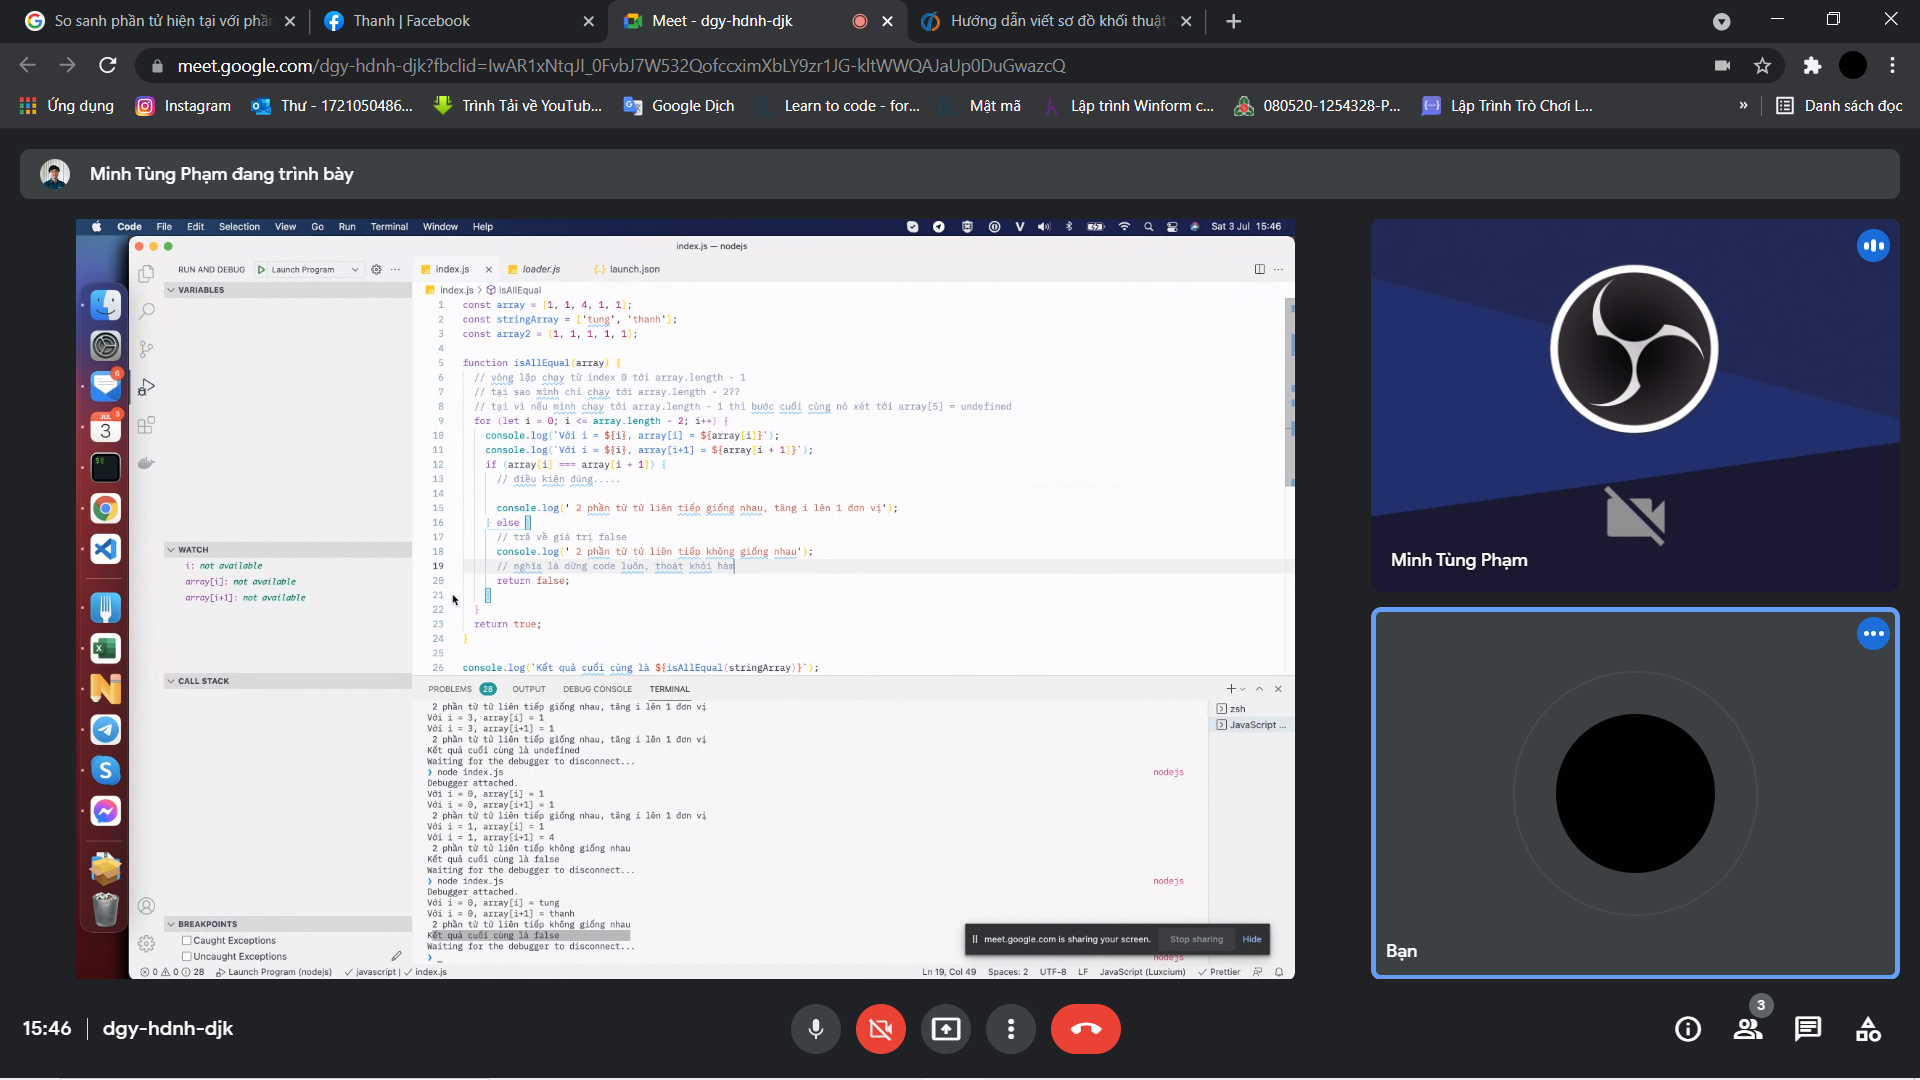 So sánh phần tử hiện tại với phần
Thanh | Facebook
Meet - dgy-hdnh-djk
Hướng dẫn viết sơ đồ khối thuật
meet.google.com/dgy-hdnh-djk?fbclid=IwAR1xNtqJI_0FvbJ7W532QofccximXbLY9zr1JG-kltWWQAJaUp0DuGwazcQ
Ứng dụng
Instagram
Thư - 1721050486...
Trình Tải về YouTub...
Google Dịch
Learn to code - for...
Mật mã
Lập trình Winform c...
080520-1254328-P...
Lập Trình Trò Chơi L...
»
Danh sách đọc
Minh Tùng Phạm đang trình bày
Code File Edit Selection View Go Run Terminal Window Help
Sat 3 Jul 15:46
index.js — nodejs
RUN AND DEBUG
Launch Program
index.js
loader.js
launch.json
VARIABLES
index.js > isAllEqual
1 const array = [1, 1, 4, 1, 1];
2 const stringArray = ['tung', 'thanh'];
3 const array2 = [1, 1, 1, 1, 1];
4
5 function isAllEqual(array) {
6 // vòng lặp chạy từ index 0 tới array.length - 1
7 // tại sao mình chỉ chạy tới array.length - 2??
8 // tại vì nếu mình chạy tới array.length - 1 thì bước cuối cùng nó xét tới array[5] = undefined
9 for (let i = 0; i <= array.length - 2; i++) {
10 console.log(`Với i = ${i}, array[i] = ${array[i]}`);
11 console.log(`Với i = ${i}, array[i+1] = ${array[i + 1]}`);
12 if (array[i] === array[i + 1]) {
13 // điều kiện đúng.....
14
15 console.log(' 2 phần tử tử liên tiếp giống nhau, tăng i lên 1 đơn vị');
16 } else {
17 // trả về giá trị false
18 console.log(' 2 phần tử tử liên tiếp không giống nhau');
19 // nghĩa là dừng code luôn, thoát khỏi hàm
20 return false;
21 }
22 }
23 return true;
24 }
25
26 console.log(`Kết quả cuối cùng là ${isAllEqual(stringArray)}`);
WATCH
i: not available
array[i]: not available
array[i+1]: not available
CALL STACK
BREAKPOINTS
Caught Exceptions
Uncaught Exceptions
PROBLEMS 28 OUTPUT DEBUG CONSOLE TERMINAL
2 phần tử tử liên tiếp giống nhau, tăng i lên 1 đơn vị
Với i = 3, array[i] = 1
Với i = 3, array[i+1] = 1
2 phần tử tử liên tiếp giống nhau, tăng i lên 1 đơn vị
Kết quả cuối cùng là undefined
Waiting for the debugger to disconnect...
❯ node index.js
nodejs
Debugger attached.
Với i = 0, array[i] = 1
Với i = 0, array[i+1] = 1
2 phần tử tử liên tiếp giống nhau, tăng i lên 1 đơn vị
Với i = 1, array[i] = 1
Với i = 1, array[i+1] = 4
2 phần tử tử liên tiếp không giống nhau
Kết quả cuối cùng là false
Waiting for the debugger to disconnect...
❯ node index.js
nodejs
Debugger attached.
Với i = 0, array[i] = tung
Với i = 0, array[i+1] = thanh
2 phần tử tử liên tiếp không giống nhau
Kết quả cuối cùng là false
Waiting for the debugger to disconnect...
❯ _
nodejs
zsh
JavaScript ...
meet.google.com is sharing your screen.
Stop sharing
Hide
0 0 28
Launch Program (nodejs)
javascript | index.js
Ln 19, Col 49
Spaces: 2
UTF-8
LF
JavaScript (Luxcium)
Prettier
6
JUL 3
3
Minh Tùng Phạm
Bạn
15:46 | dgy-hdnh-djk
3